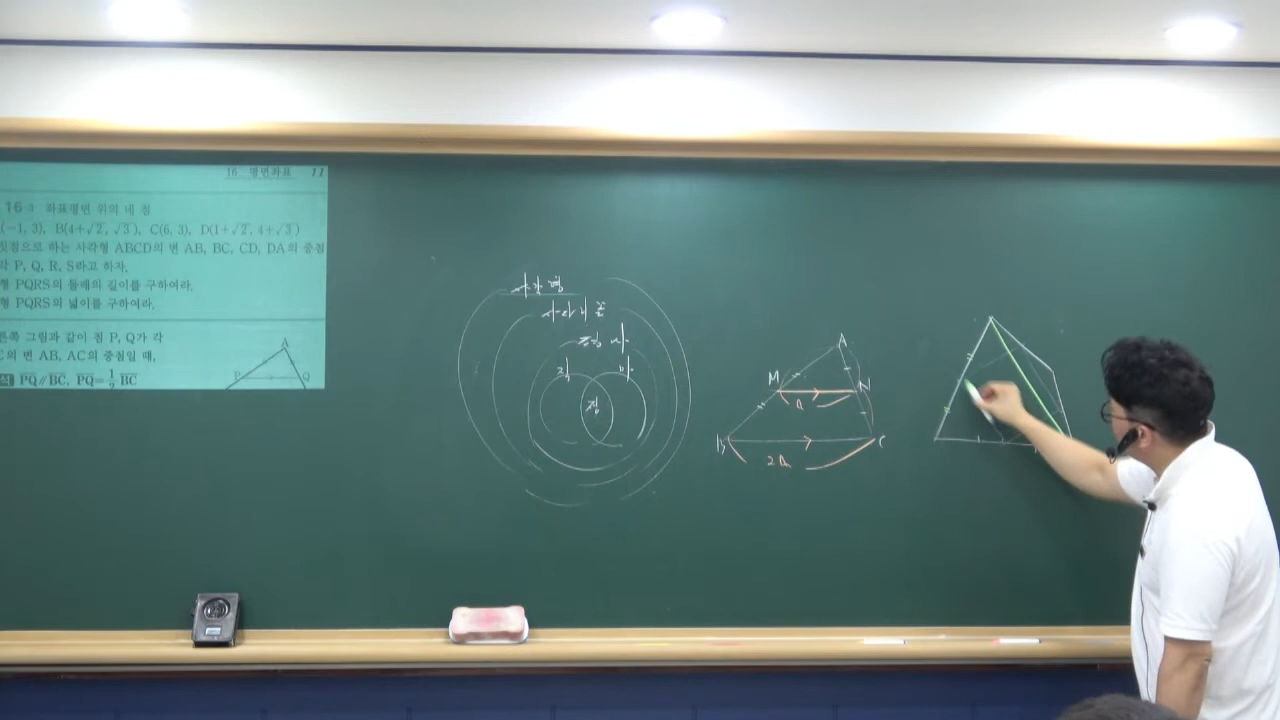 16 평면좌표 11
16 좌표평면 위의 네 점
(-1, 3), B(4+√2, √3), C(6, 3), D(1+√2, 4+√3)
짓점으로 하는 사각형 ABCD의 변 AB, BC, CD, DA의 중점
각 P, Q, R, S라고 하자.
형 PQRS의 둘레의 길이를 구하여라.
형 PQRS의 넓이를 구하여라.
른쪽 그림과 같이 점 P, Q가 각
C의 변 AB, AC의 중점일 때,
석 PQ∥BC, PQ=1/2 BC
A
P Q
사각형
사다리꼴
평행사
직 마
정
A
M N
a
B C
2a